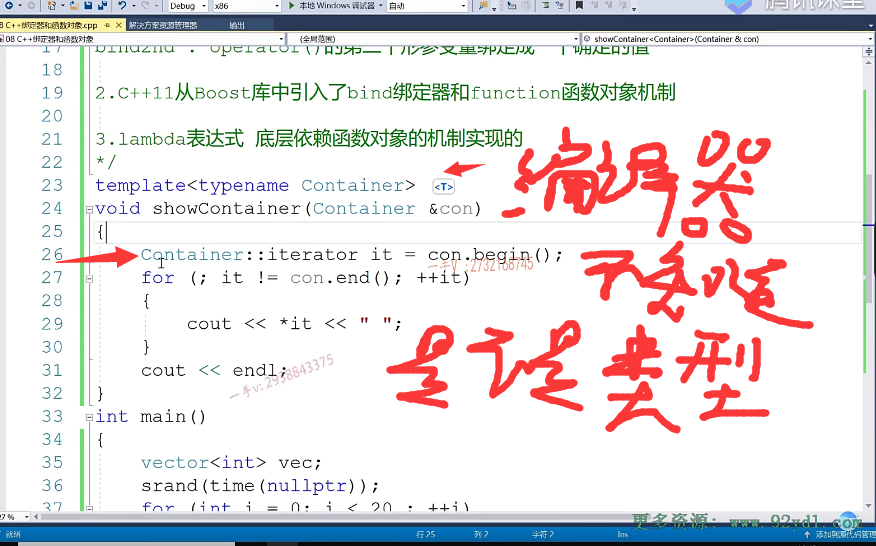 Debug
x86
本地 Windows 调试器
自动
腾讯课堂
8 C++绑定器和函数对象.cpp
解决方案资源管理器
输出
08 C++绑定器和函数对象
(全局范围)
showContainer<Container>(Container & con)
17 bind2nd : operator()的第二个形参变量绑定成一个确定的值
18
19 2.C++11从Boost库中引入了bind绑定器和function函数对象机制
20
21 3.lambda表达式 底层依赖函数对象的机制实现的
22 */
23 template<typename Container> <T>
24 void showContainer(Container &con)
25 {
26 Container::iterator it = con.begin();
27 for (; it != con.end(); ++it)
28 {
29 cout << *it << " ";
30 }
31 cout << endl;
32 }
33 int main()
34 {
35 vector<int> vec;
36 srand(time(nullptr));
37 for (int i = 0; i < 20 ; ++i)
编译器
不知道
是不是类型
一手V :2732168745
一手v:2938843375
更多资源: www.92ydl.com
27 %
就绪
行 25
列 2
字符 2
Ins
添加到源代码管理